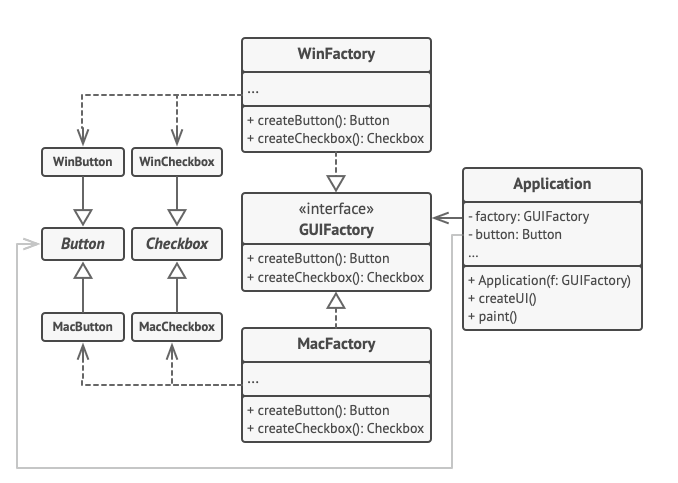 WinFactory
...
+ createButton(): Button
+ createCheckbox(): Checkbox
WinButton
WinCheckbox
Button
Checkbox
MacButton
MacCheckbox
«interface»
GUIFactory
+ createButton(): Button
+ createCheckbox(): Checkbox
MacFactory
...
+ createButton(): Button
+ createCheckbox(): Checkbox
Application
- factory: GUIFactory
- button: Button
...
+ Application(f: GUIFactory)
+ createUI()
+ paint()